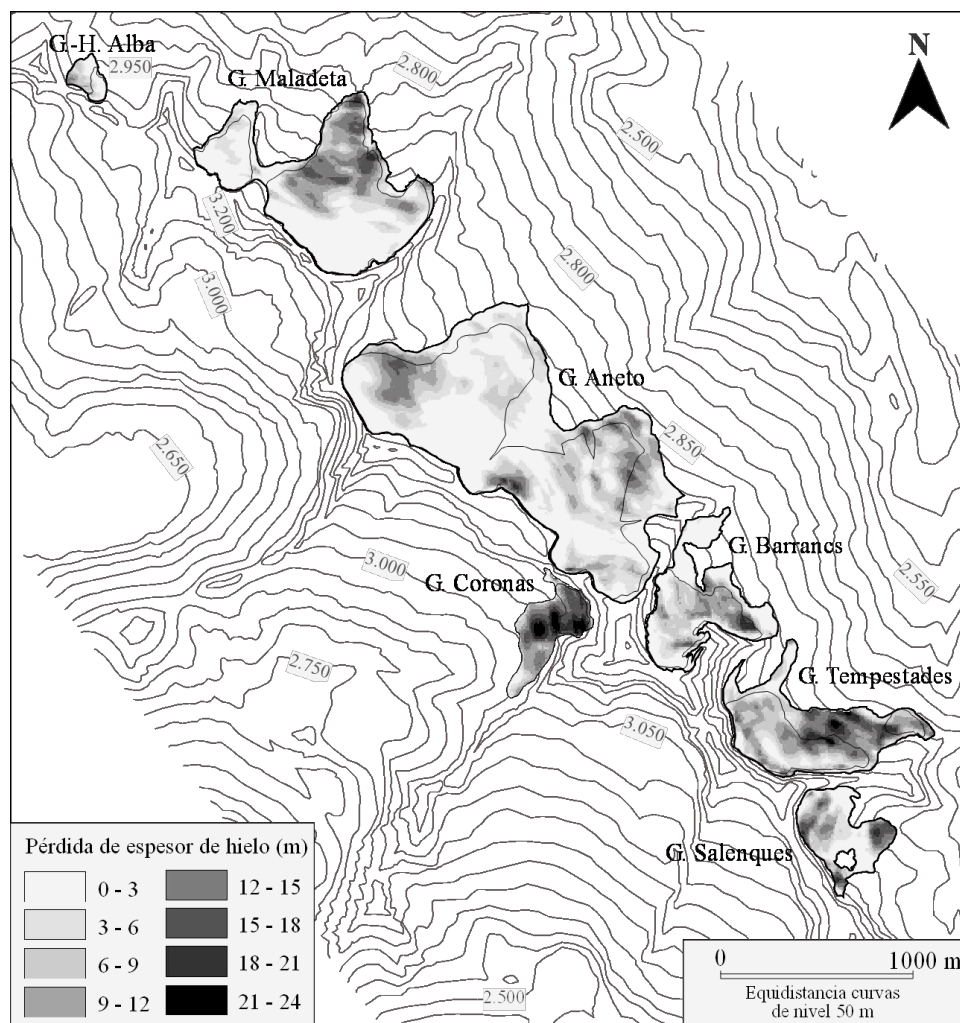 G.-H. Alba
2.950
G. Maladeta
2.800
N
2.500
3.200
3.000
2.800
G. Aneto
2.650
2.850
G. Barrancs
3.000
G. Coronas
2.550
2.750
G. Tempestades
3.050
G. Salenques
Pérdida de espesor de hielo (m)
0 - 3
12 - 15
3 - 6
15 - 18
6 - 9
18 - 21
9 - 12
21 - 24
2.500
0 1000 m
Equidistancia curvas
de nivel 50 m